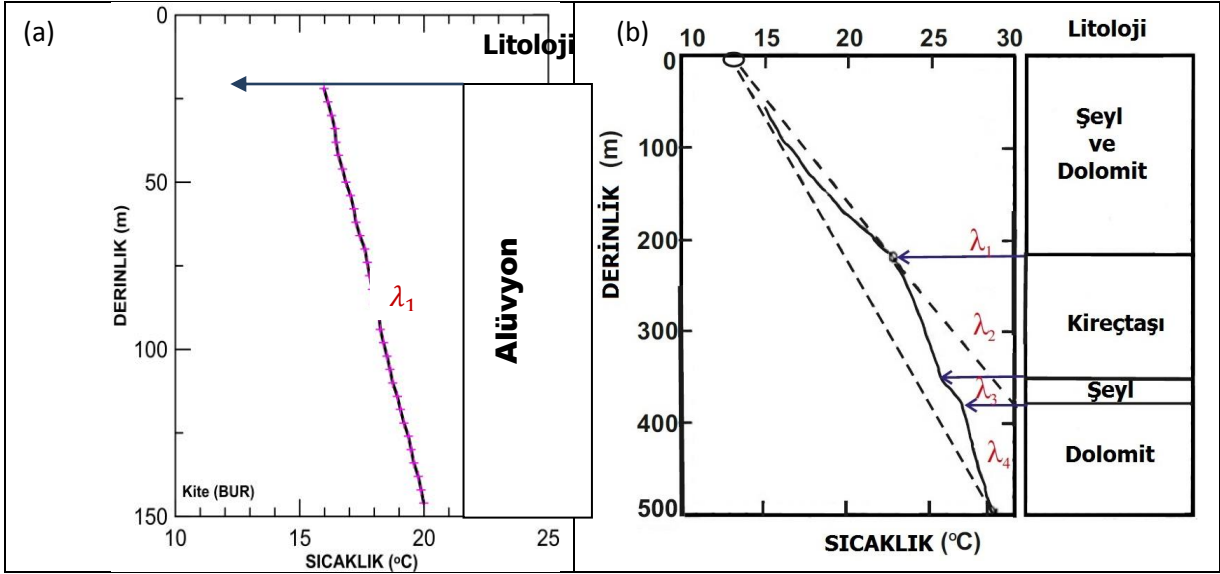 (a)
0
50
100
150
DERINLIK (m)
Litoloji
λ1
Alüvyon
Kite (BUR)
10 15 20 25
SICAKLIK (oC)
(b)
10 15 20 25 30
Litoloji
0
100
200
300
400
500
DERİNLİK (m)
Şeyl
ve
Dolomit
λ1
Kireçtaşı
λ2
Şeyl
λ3
Dolomit
λ4
SICAKLIK (oC)